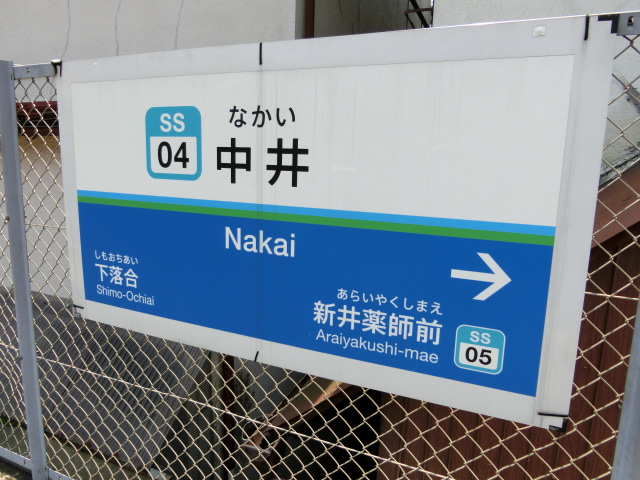 SS
04
なかい
中井
Nakai
しもおちあい
下落合
Shimo-Ochiai
あらいやくしまえ
新井薬師前
Araiyakushi-mae
SS
05